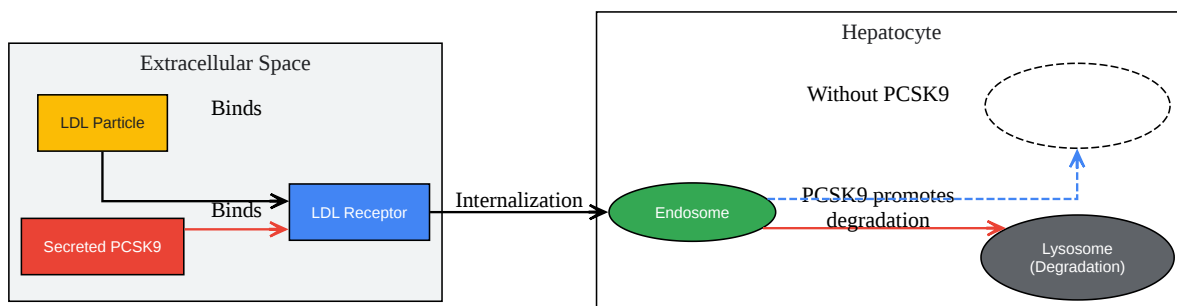 Extracellular Space
LDL Particle
Binds
Binds
LDL Receptor
Secreted PCSK9
Internalization
Hepatocyte
Without PCSK9
Endosome
PCSK9 promotes
degradation
Lysosome
(Degradation)